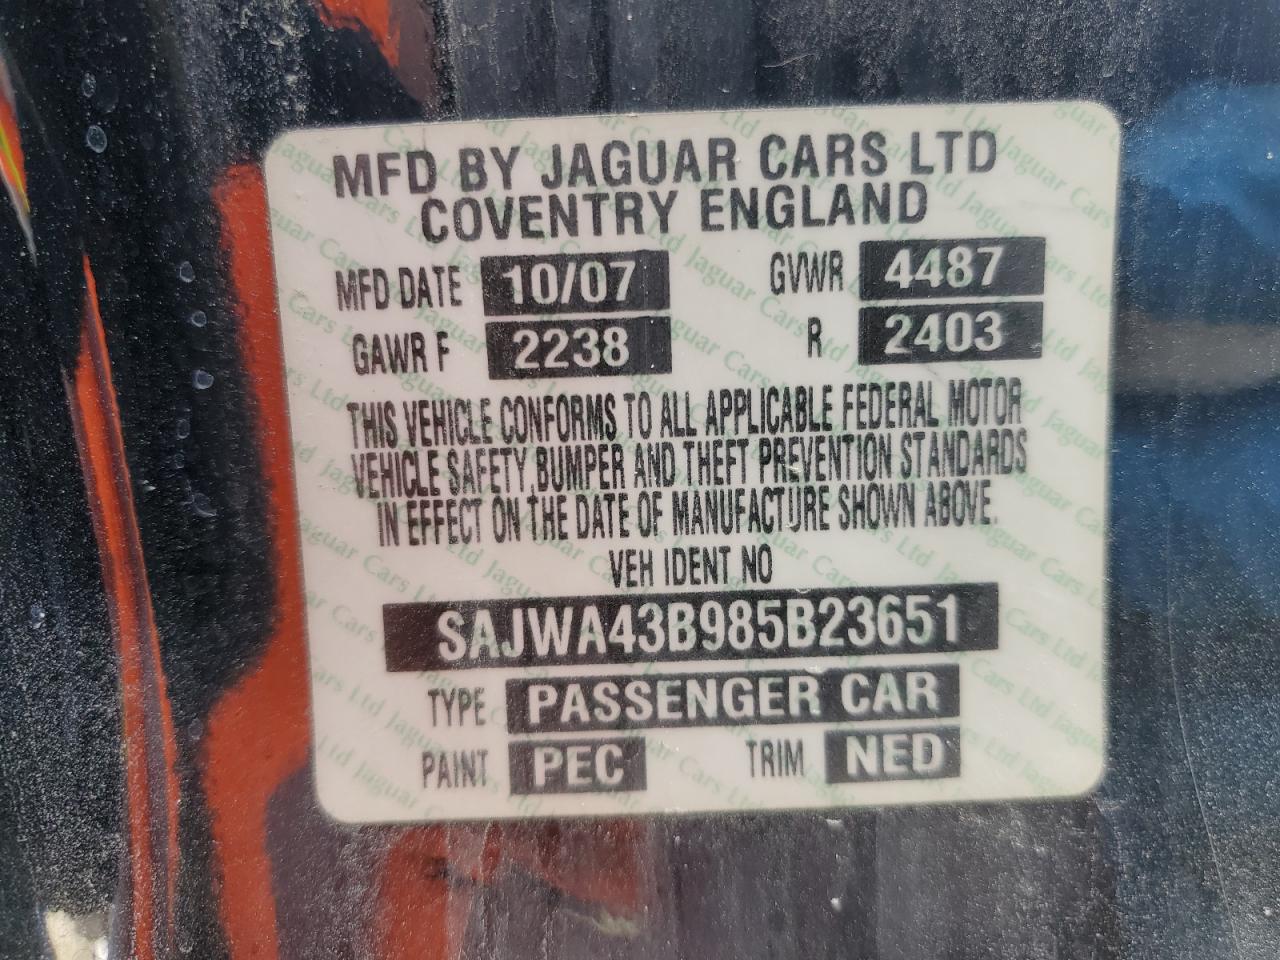 MFD BY JAGUAR CARS LTD
COVENTRY ENGLAND
MFD DATE 10/07 GVWR 4487
GAWR F 2238 R 2403
THIS VEHICLE CONFORMS TO ALL APPLICABLE FEDERAL MOTOR
VEHICLE SAFETY, BUMPER AND THEFT PREVENTION STANDARDS
IN EFFECT ON THE DATE OF MANUFACTURE SHOWN ABOVE.
VEH IDENT NO
SAJWA43B985B23651
TYPE PASSENGER CAR
PAINT PEC TRIM NED